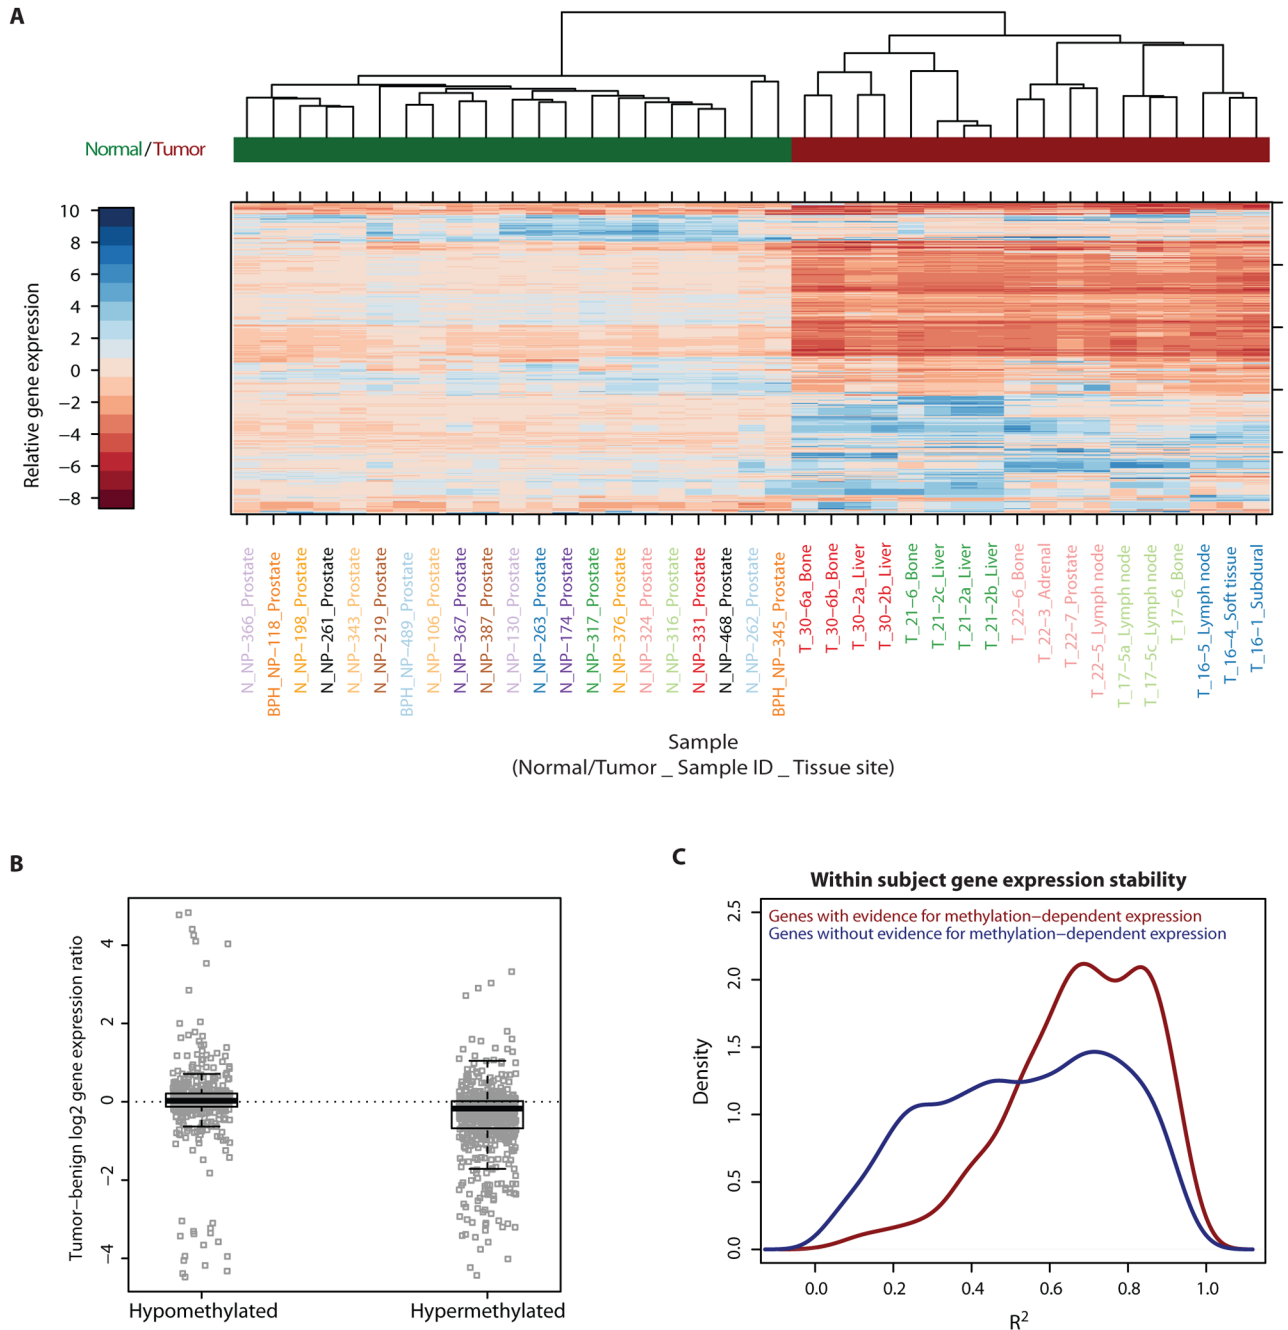 A
Normal/Tumor
Relative gene expression
10
8
6
4
2
0
−2
−4
−6
−8
N_NP−366_Prostate
BPH_NP−118_Prostate
N_NP−198_Prostate
N_NP−261_Prostate
N_NP−343_Prostate
N_NP−219_Prostate
BPH_NP−489_Prostate
N_NP−106_Prostate
N_NP−367_Prostate
N_NP−387_Prostate
N_NP−130_Prostate
N_NP−263_Prostate
N_NP−174_Prostate
N_NP−317_Prostate
N_NP−376_Prostate
N_NP−324_Prostate
N_NP−316_Prostate
N_NP−331_Prostate
N_NP−468_Prostate
N_NP−262_Prostate
BPH_NP−345_Prostate
T_30−6a_Bone
T_30−6b_Bone
T_30−2a_Liver
T_30−2b_Liver
T_21−6_Bone
T_21−2c_Liver
T_21−2a_Liver
T_21−2b_Liver
T_22−6_Bone
T_22−3_Adrenal
T_22−7_Prostate
T_22−5_Lymph node
T_17−5a_Lymph node
T_17−5c_Lymph node
T_17−6_Bone
T_16−5_Lymph node
T_16−4_Soft tissue
T_16−1_Subdural
Sample
(Normal/Tumor _ Sample ID _ Tissue site)
B
Tumor−benign log2 gene expression ratio
4
2
0
−2
−4
Hypomethylated
Hypermethylated
C
Within subject gene expression stability
Genes with evidence for methylation−dependent expression
Genes without evidence for methylation−dependent expression
Density
2.5
2.0
1.5
1.0
0.5
0.0
0.0
0.2
0.4
0.6
0.8
1.0
R²